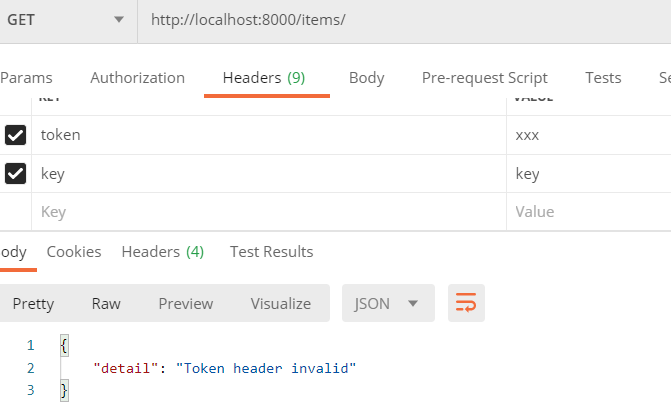 GET http://localhost:8000/items/
Params Authorization Headers (9) Body Pre-request Script Tests Se
KEY VALUE
token xxx
key key
Key Value
ody Cookies Headers (4) Test Results
Pretty Raw Preview Visualize JSON
1 {
2 "detail": "Token header invalid"
3 }